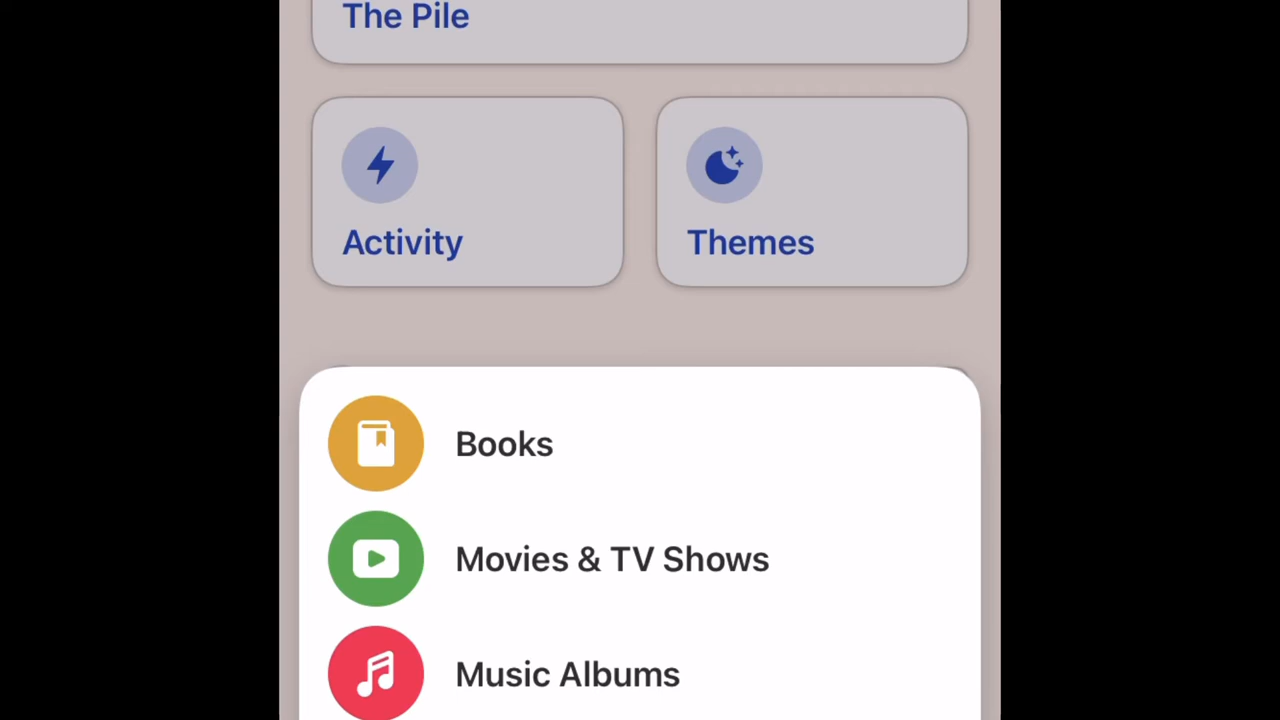 The Pile
Activity
Themes
Books
Movies & TV Shows
Music Albums